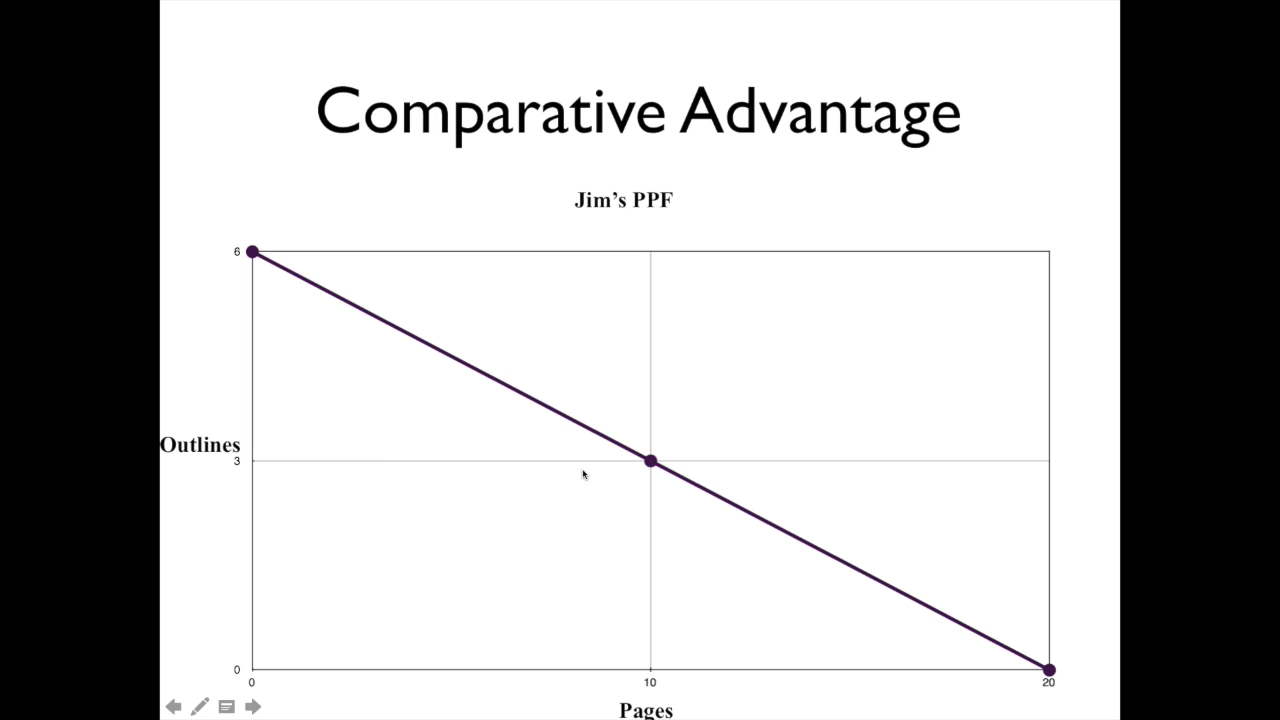 Comparative Advantage
Jim’s PPF
6
Outlines
3
0
0 10 20
Pages